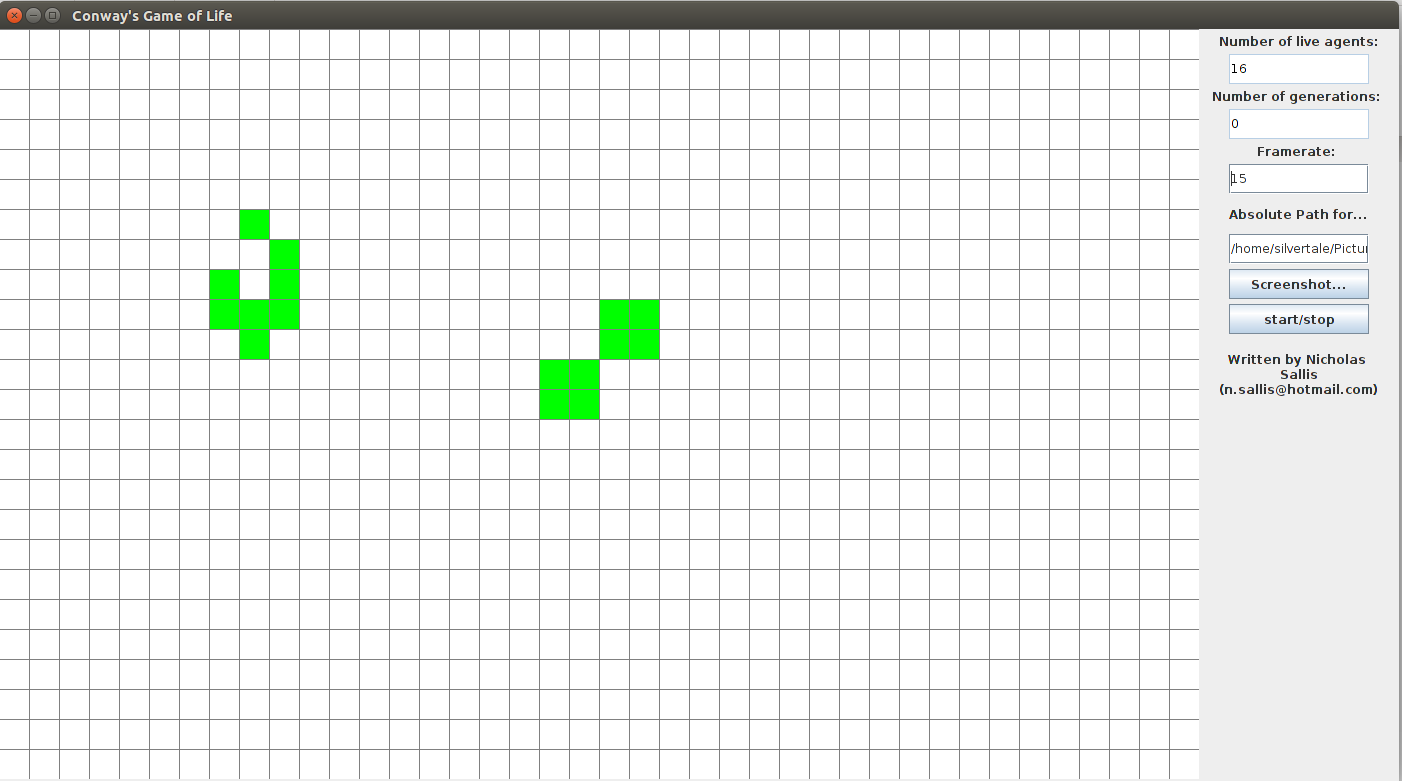 Conway's Game of Life
Number of live agents:
16
Number of generations:
0
Framerate:
15
Absolute Path for...
/home/silvertale/Pictu
Screenshot...
start/stop
Written by Nicholas
Sallis
(n.sallis@hotmail.com)